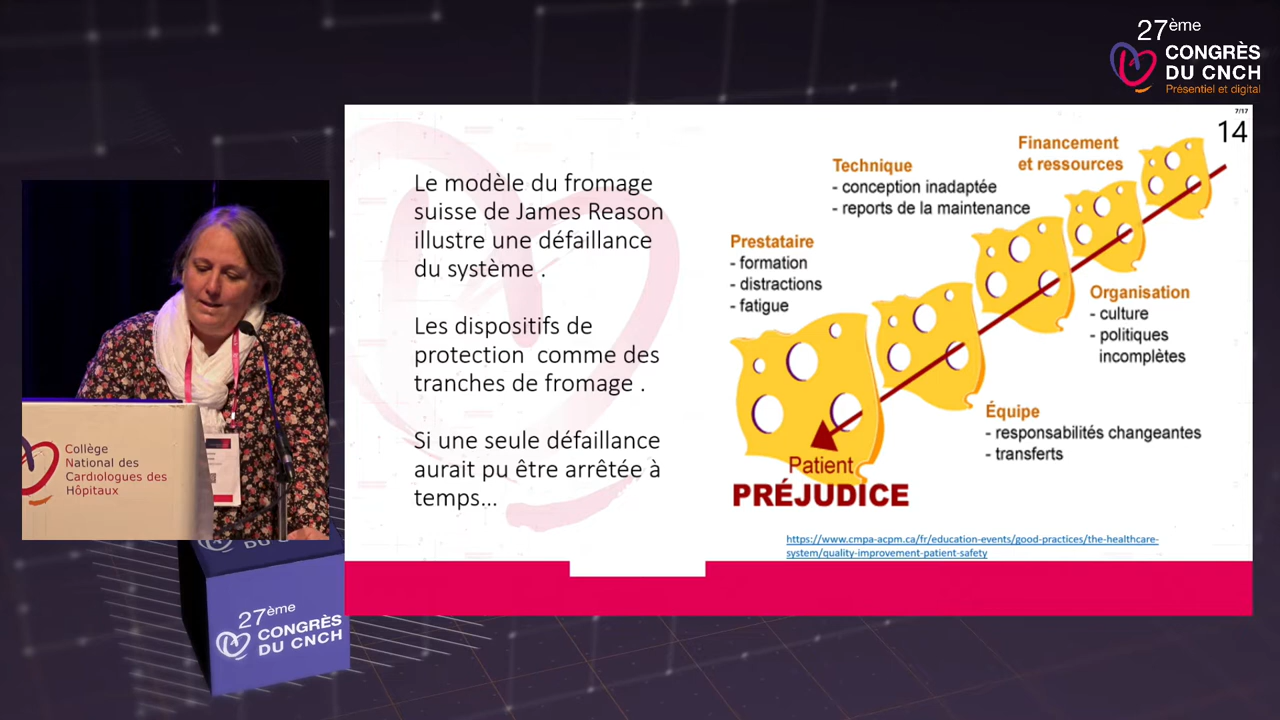 27ème
CONGRÈS
DU CNCH
Présentiel et digital
7/17
14
Le modèle du fromage
suisse de James Reason
illustre une défaillance
du système .
Les dispositifs de
protection comme des
tranches de fromage .
Si une seule défaillance
aurait pu être arrêtée à
temps...
Financement
et ressources
Technique
- conception inadaptée
- reports de la maintenance
Prestataire
- formation
- distractions
- fatigue
Organisation
- culture
- politiques
incomplètes
Équipe
- responsabilités changeantes
- transferts
Patient
PRÉJUDICE
https://www.cmpa-acpm.ca/fr/education-events/good-practices/the-healthcare-
system/quality-improvement-patient-safety
Collège
National des
Cardiologues des
Hôpitaux
DU CNCH
27ème
CONGRÈS
DU CNCH